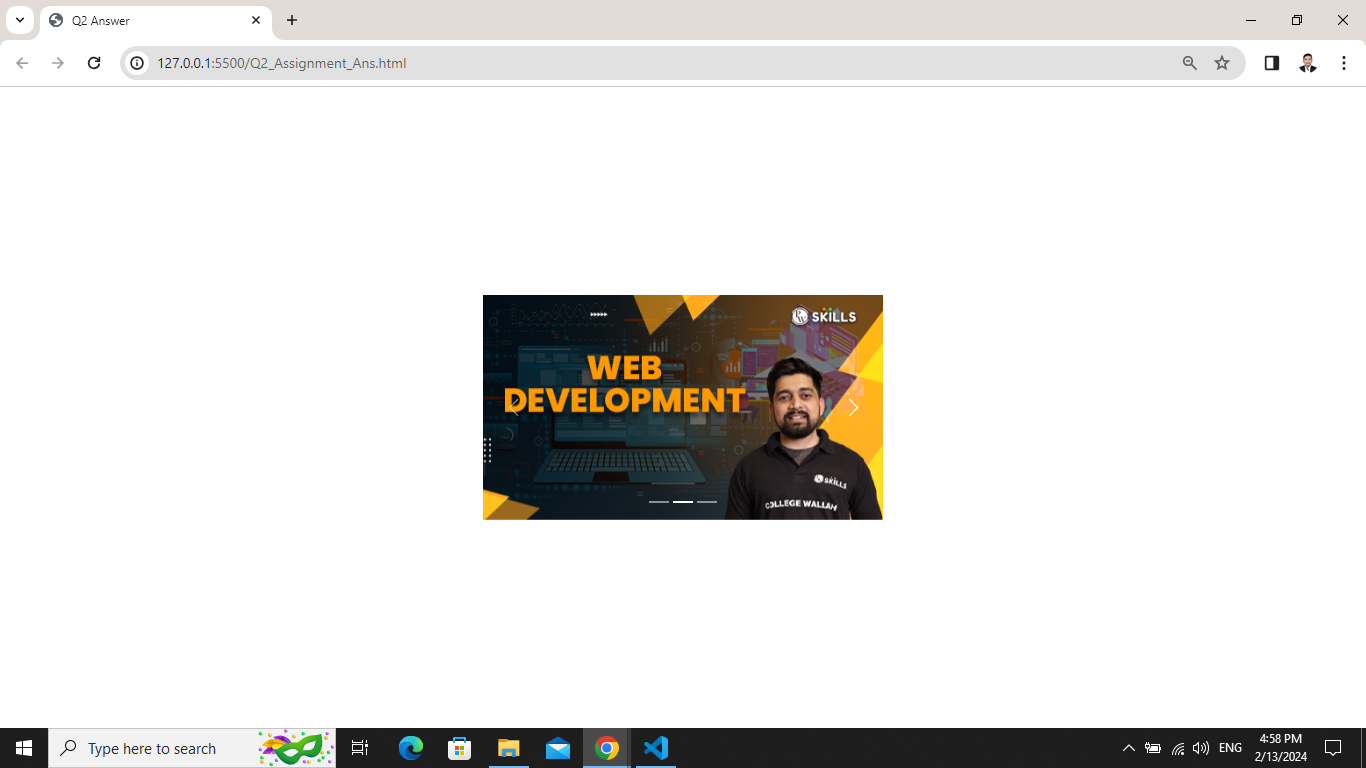 Q2 Answer
127.0.0.1:5500/Q2_Assignment_Ans.html
SKILLS
WEB
DEVELOPMENT
SKILLS
COLLEGE WALLAH
Type here to search
ENG
4:58 PM
2/13/2024